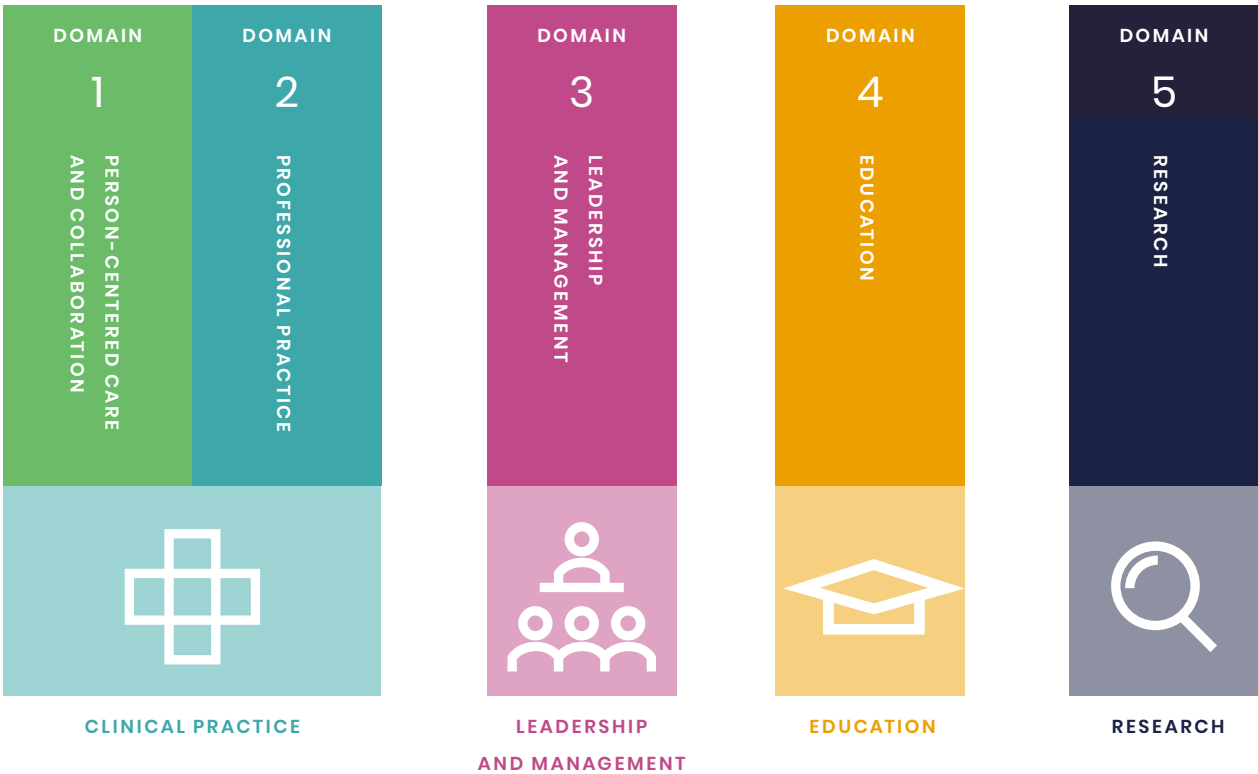 DOMAIN
1
PERSON-CENTERED CARE
AND COLLABORATION
DOMAIN
2
PROFESSIONAL PRACTICE
CLINICAL PRACTICE
DOMAIN
3
LEADERSHIP
AND MANAGEMENT
LEADERSHIP
AND MANAGEMENT
DOMAIN
4
EDUCATION
EDUCATION
DOMAIN
5
RESEARCH
RESEARCH